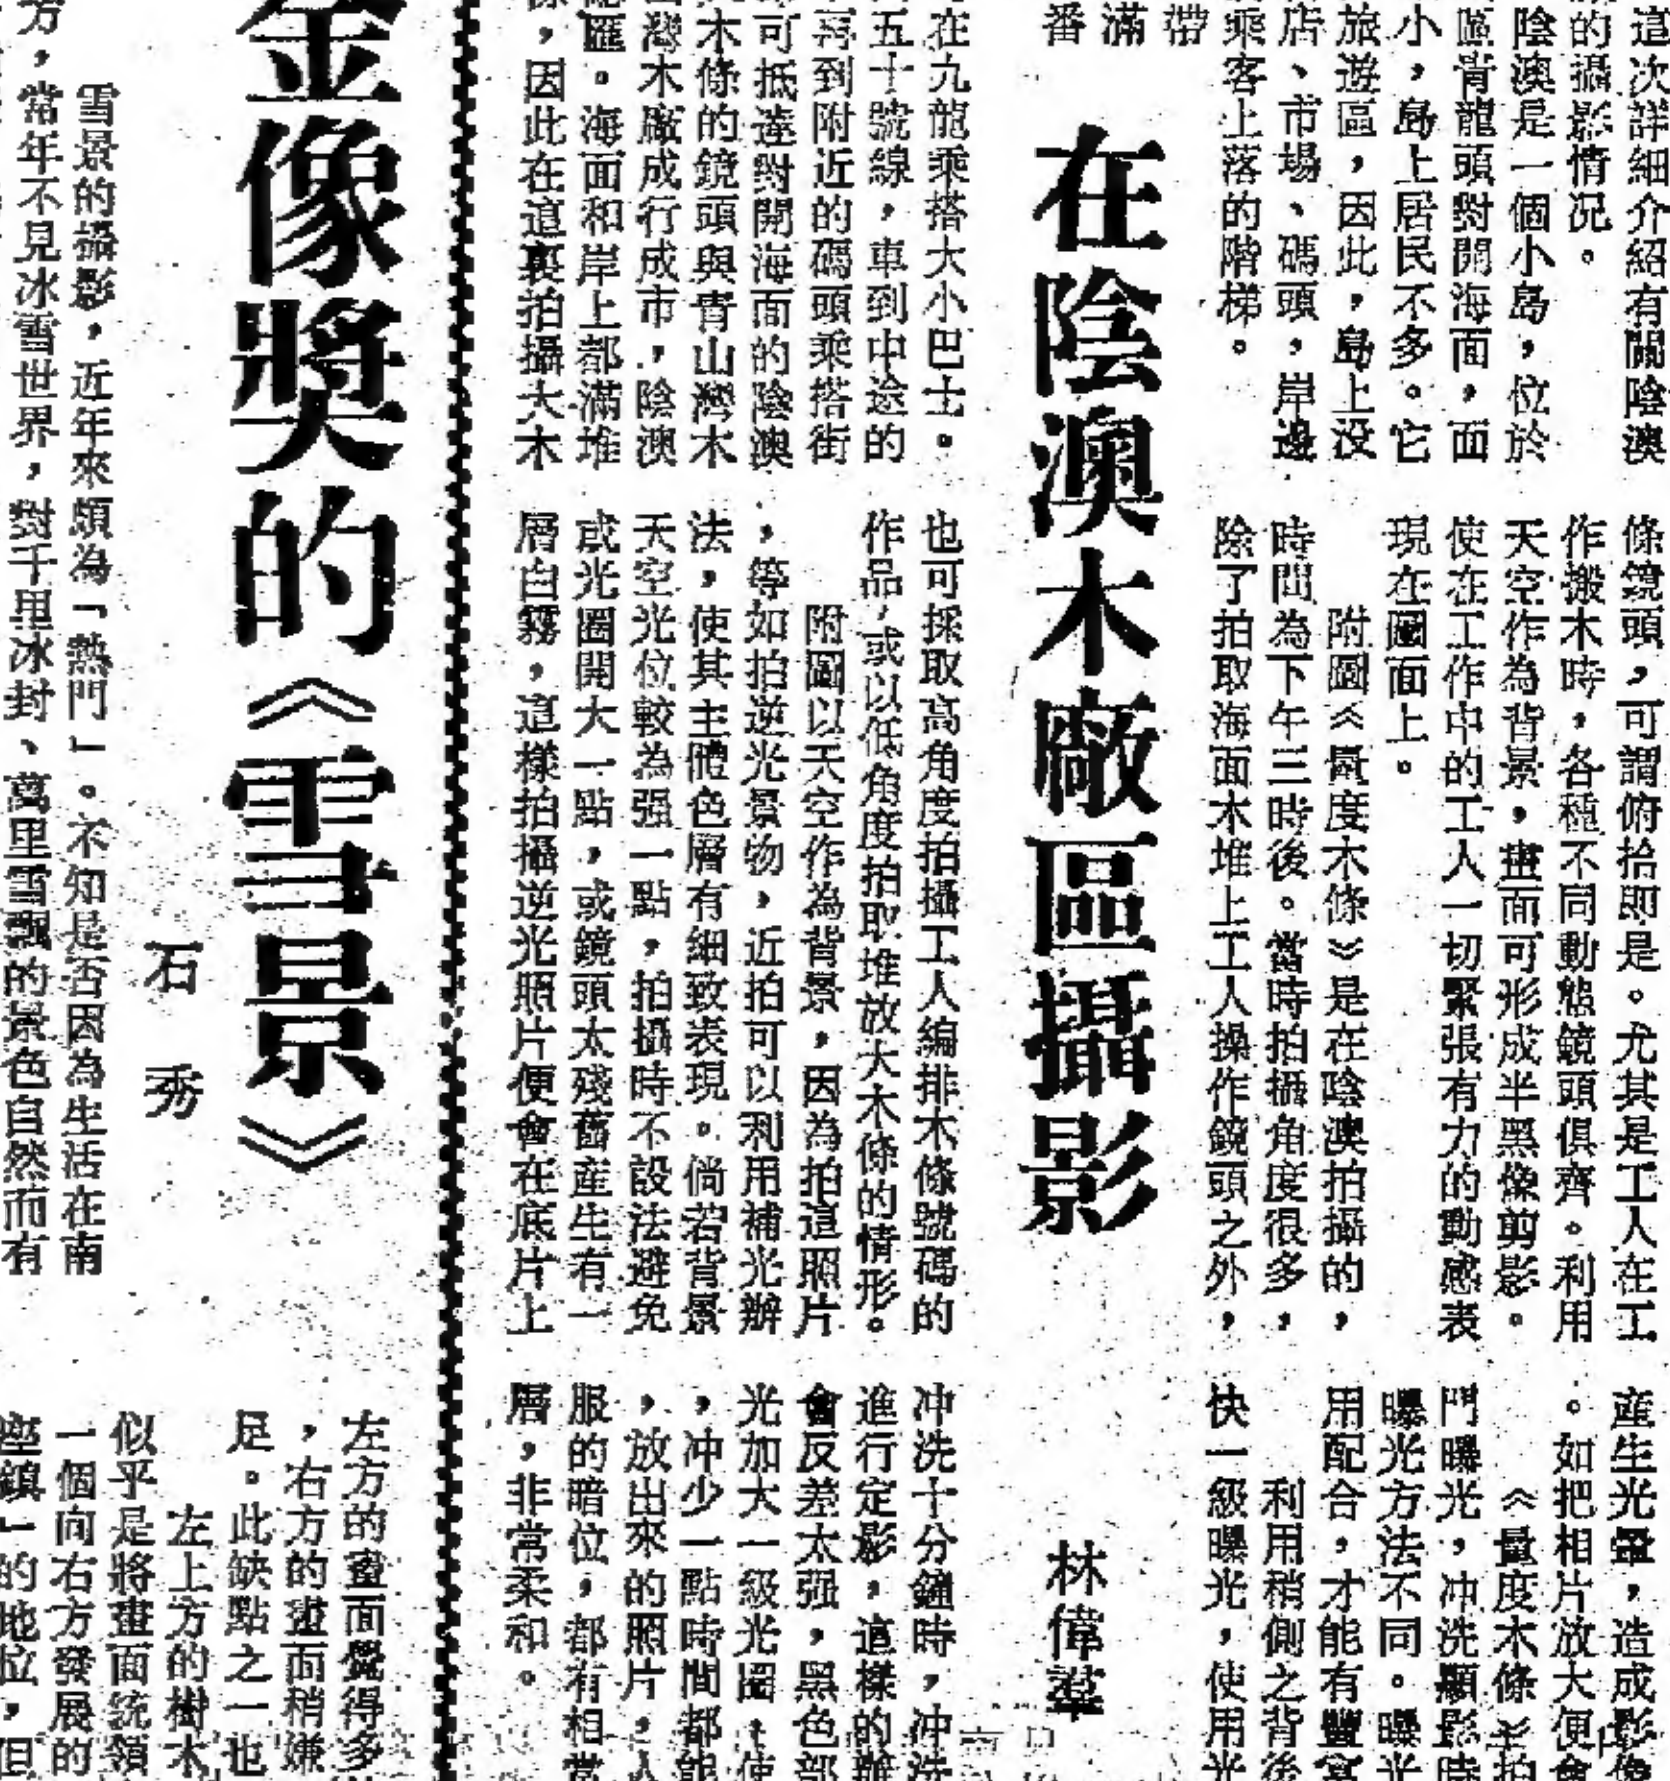 這次詳細介紹有關陰澳
的攝影情况。
陰澳是一個小島，位於
區青龍頭對開海面，面
小，島上居民不多。它
旅遊區，因此，島上没
店、市場、碼頭，岸邊
乘客上落的階梯。
帶
滿
番
在陰澳木廠區攝影
林偉
在九龍乘搭大小巴士。
五十號線，車到中途的
再到附近的碼頭乘搭街
可抵達對開海面的陰澳
木條的鏡頭與青山灣木
灣木廠成行成市，陰澳
匯。海面和岸上都滿堆
，因此在這裏拍攝大木
條鏡頭，可謂俯拾即是。尤其是工人在工
作搬木時，各種不同動態鏡頭俱齊。利用
天空作為背景，畫面可形成半黑像剪影。
使在工作中的工人一切緊張有力的動感表
現在圖面上。
附圖《量度木條》是在陰澳拍攝的，
時間為下午三時後。當時拍攝角度很多，
除了拍取海面木堆上工人操作鏡頭之外，
也可採取高角度拍攝工人編排木條號碼的
作品，或以低角度拍取堆放大木條的情形。
附圖以天空作為背景，因為拍這照片
，等如拍逆光景物，近拍可以利用補光辦
法，使其主體色層有細致表現。倘若背景
天空光位較為强一點，拍攝時不設法避免
或光圈開大一點，或鏡頭太殘舊産生有一
層白霧，這樣拍攝逆光照片便會在底片上
産生光暈，造成影像
。如把相片放大便會
《量度木條》拍
門曝光，冲洗顯影時
曝光方法不同。曝光
用配合，才能有豐富
利用稍側之背後
快一級曝光，使用光
冲洗十分鐘時，冲洗
進行定影，這樣的辦
會反差太强，黑色部
光加大一級光圈，使
，冲少一點時間都能
，放出來的照片，人
服的暗位，都有相當
層，非常柔和。
金像獎的《雪景》
石秀
雪景的攝影，近年來頗為「熱門」。不知是否因為生活在南
方，常年不見冰雪世界，對千里冰封、萬里雪飄的景色自然而有
左方的畫面覺得多
，右方的畫面稍嫌
足。此缺點之一也
左上方的樹木
似乎是將畫面統領
一個向右方發展的
鎮」的地位，但